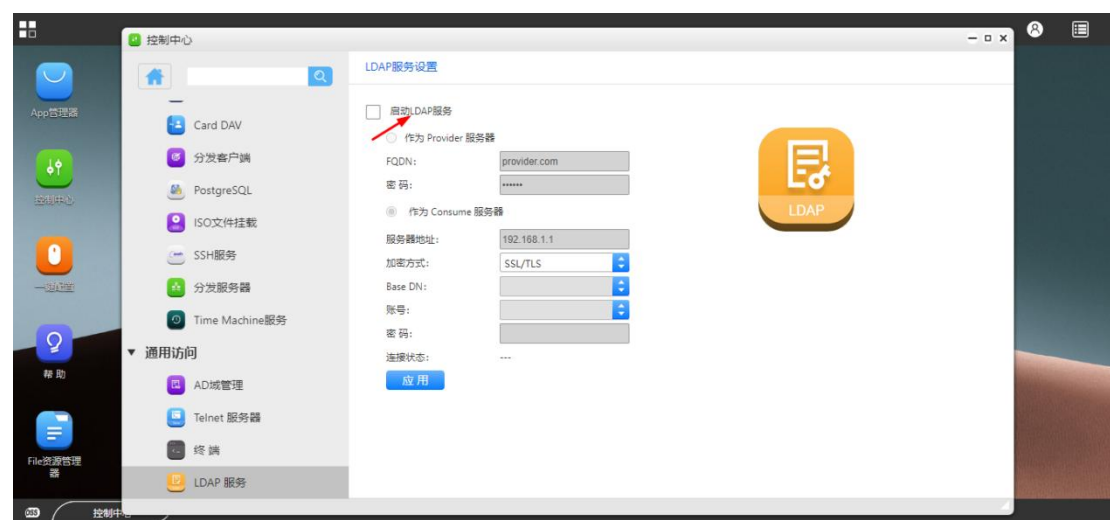 控制中心
App管理器
控制中心
一键配置
帮 助
File资源管理
器
Card DAV
分发客户端
PostgreSQL
ISO文件挂载
SSH服务
分发服务器
Time Machine服务
通用访问
AD域管理
Telnet 服务器
终 端
LDAP 服务
LDAP服务设置
启动LDAP服务
作为 Provider 服务器
FQDN:
provider.com
密 码:
••••••
作为 Consume 服务器
服务器地址:
192.168.1.1
加密方式:
SSL/TLS
Base DN:
账号:
密 码:
连接状态:
---
应 用
LDAP
控制中心